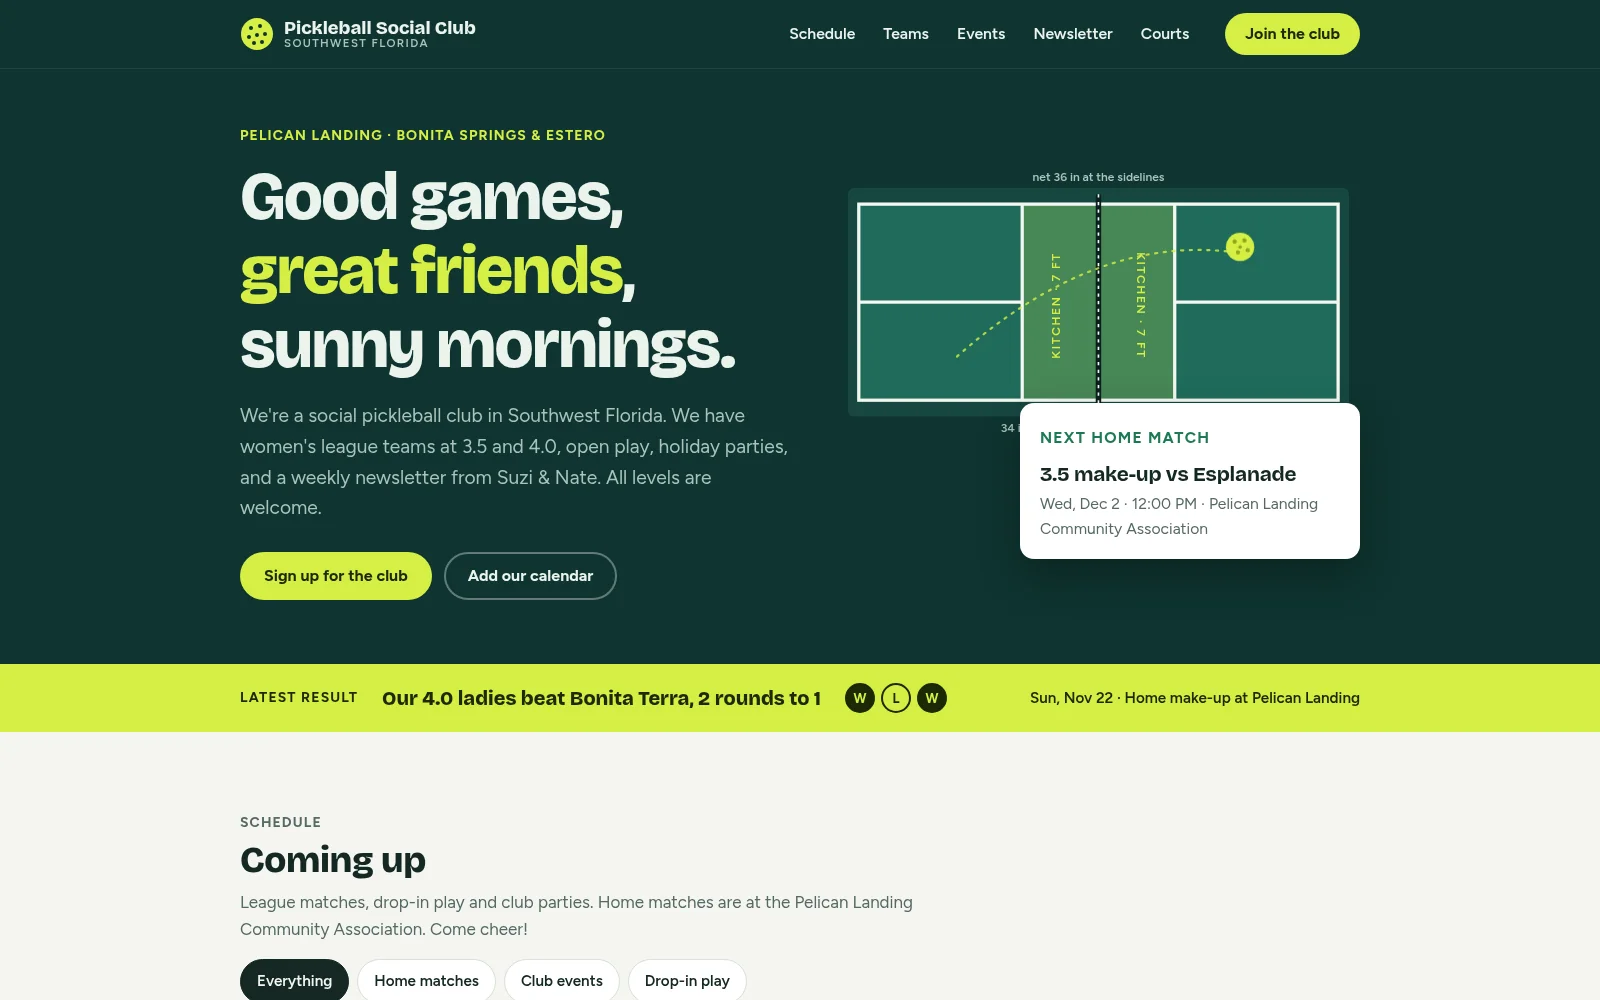 Pickleball Social Club
SOUTHWEST FLORIDA
Schedule
Teams
Events
Newsletter
Courts
Join the club
PELICAN LANDING · BONITA SPRINGS & ESTERO
Good games,
great friends,
sunny mornings.
We're a social pickleball club in Southwest Florida. We have
women's league teams at 3.5 and 4.0, open play, holiday parties,
and a weekly newsletter from Suzi & Nate. All levels are
welcome.
Sign up for the club
Add our calendar
net 36 in at the sidelines
KITCHEN · 7 FT
KITCHEN · 7 FT
34 i
NEXT HOME MATCH
3.5 make-up vs Esplanade
Wed, Dec 2 · 12:00 PM · Pelican Landing
Community Association
LATEST RESULT
Our 4.0 ladies beat Bonita Terra, 2 rounds to 1
W
L
W
Sun, Nov 22 · Home make-up at Pelican Landing
SCHEDULE
Coming up
League matches, drop-in play and club parties. Home matches are at the Pelican Landing
Community Association. Come cheer!
Everything
Home matches
Club events
Drop-in play